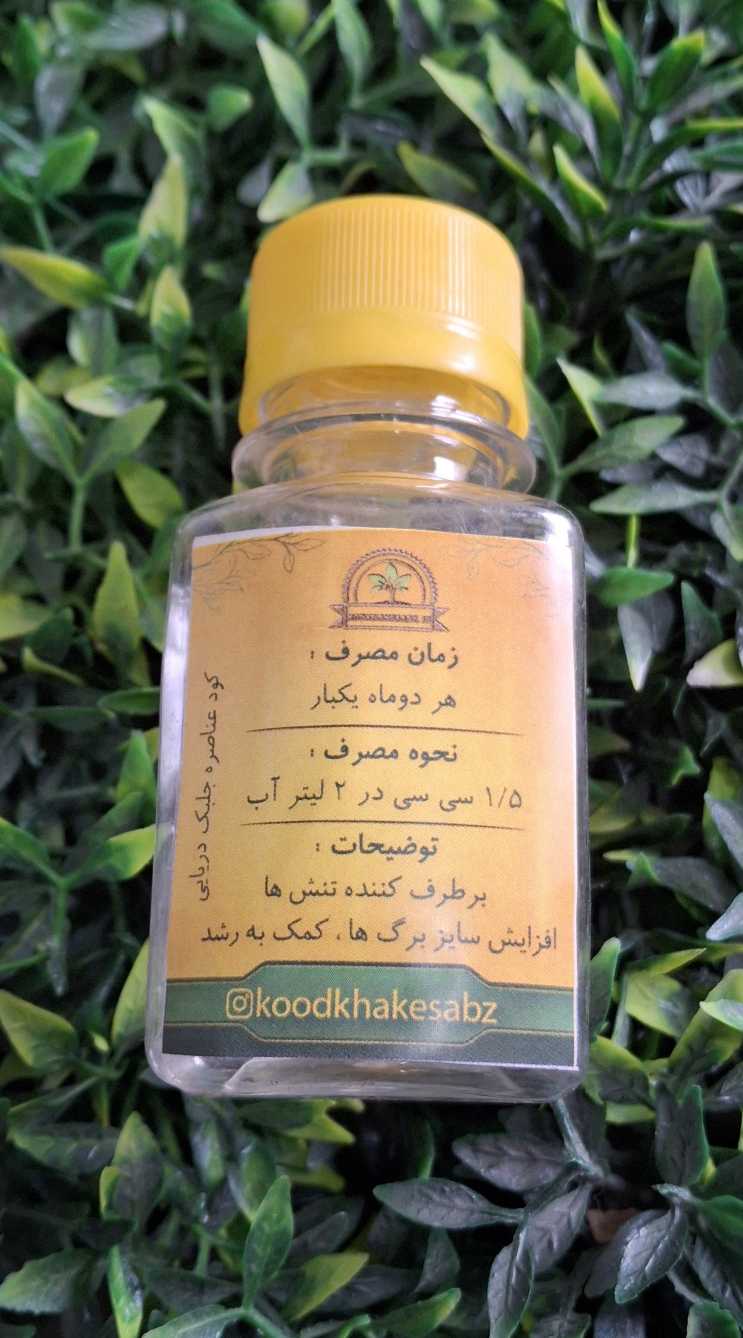 زمان مصرف :
هر دوماه یکبار
نحوه مصرف :
۱/۵ سی سی در ۲ لیتر آب
توضیحات :
برطرف کننده تنش ها
افزایش سایز برگ ها ، کمک به رشد
کود عناصره جلبک دریایی
koodkhakesabz